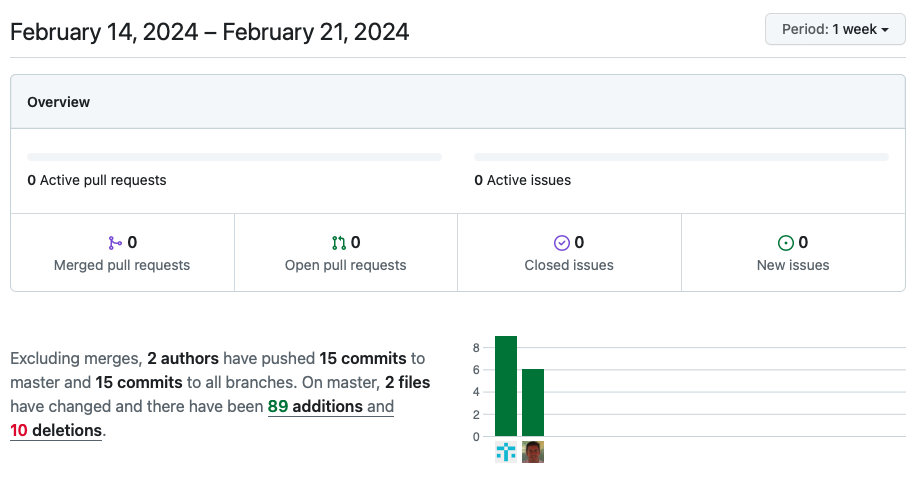 February 14, 2024 – February 21, 2024
Period: 1 week
Overview
0 Active pull requests
0 Active issues
0
Merged pull requests
0
Open pull requests
0
Closed issues
0
New issues
Excluding merges, 2 authors have pushed 15 commits to
master and 15 commits to all branches. On master, 2 files
have changed and there have been 89 additions and
10 deletions.
8
6
4
2
0